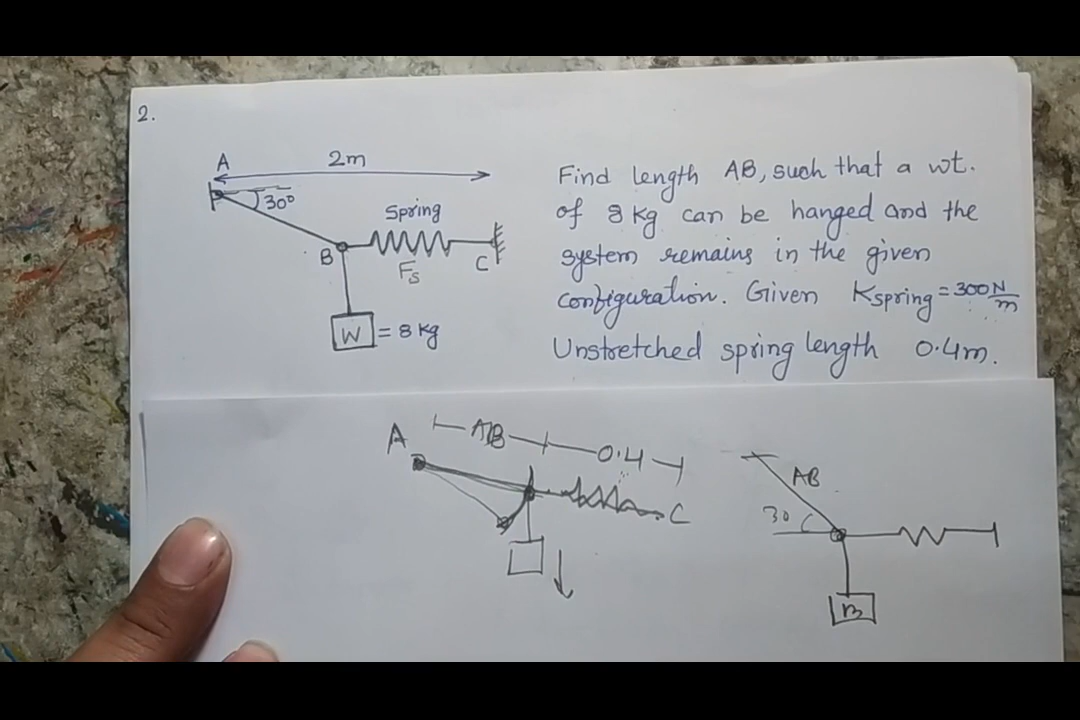 2.
A
2m
30°
Spring
B
Fs
C
W = 8 kg
Find length AB, such that a wt.
of 8 kg can be hanged and the
system remains in the given
configuration. Given Kspring = 300 N/m
Unstretched spring length 0.4m.
A
AB
0.4
C
AB
30